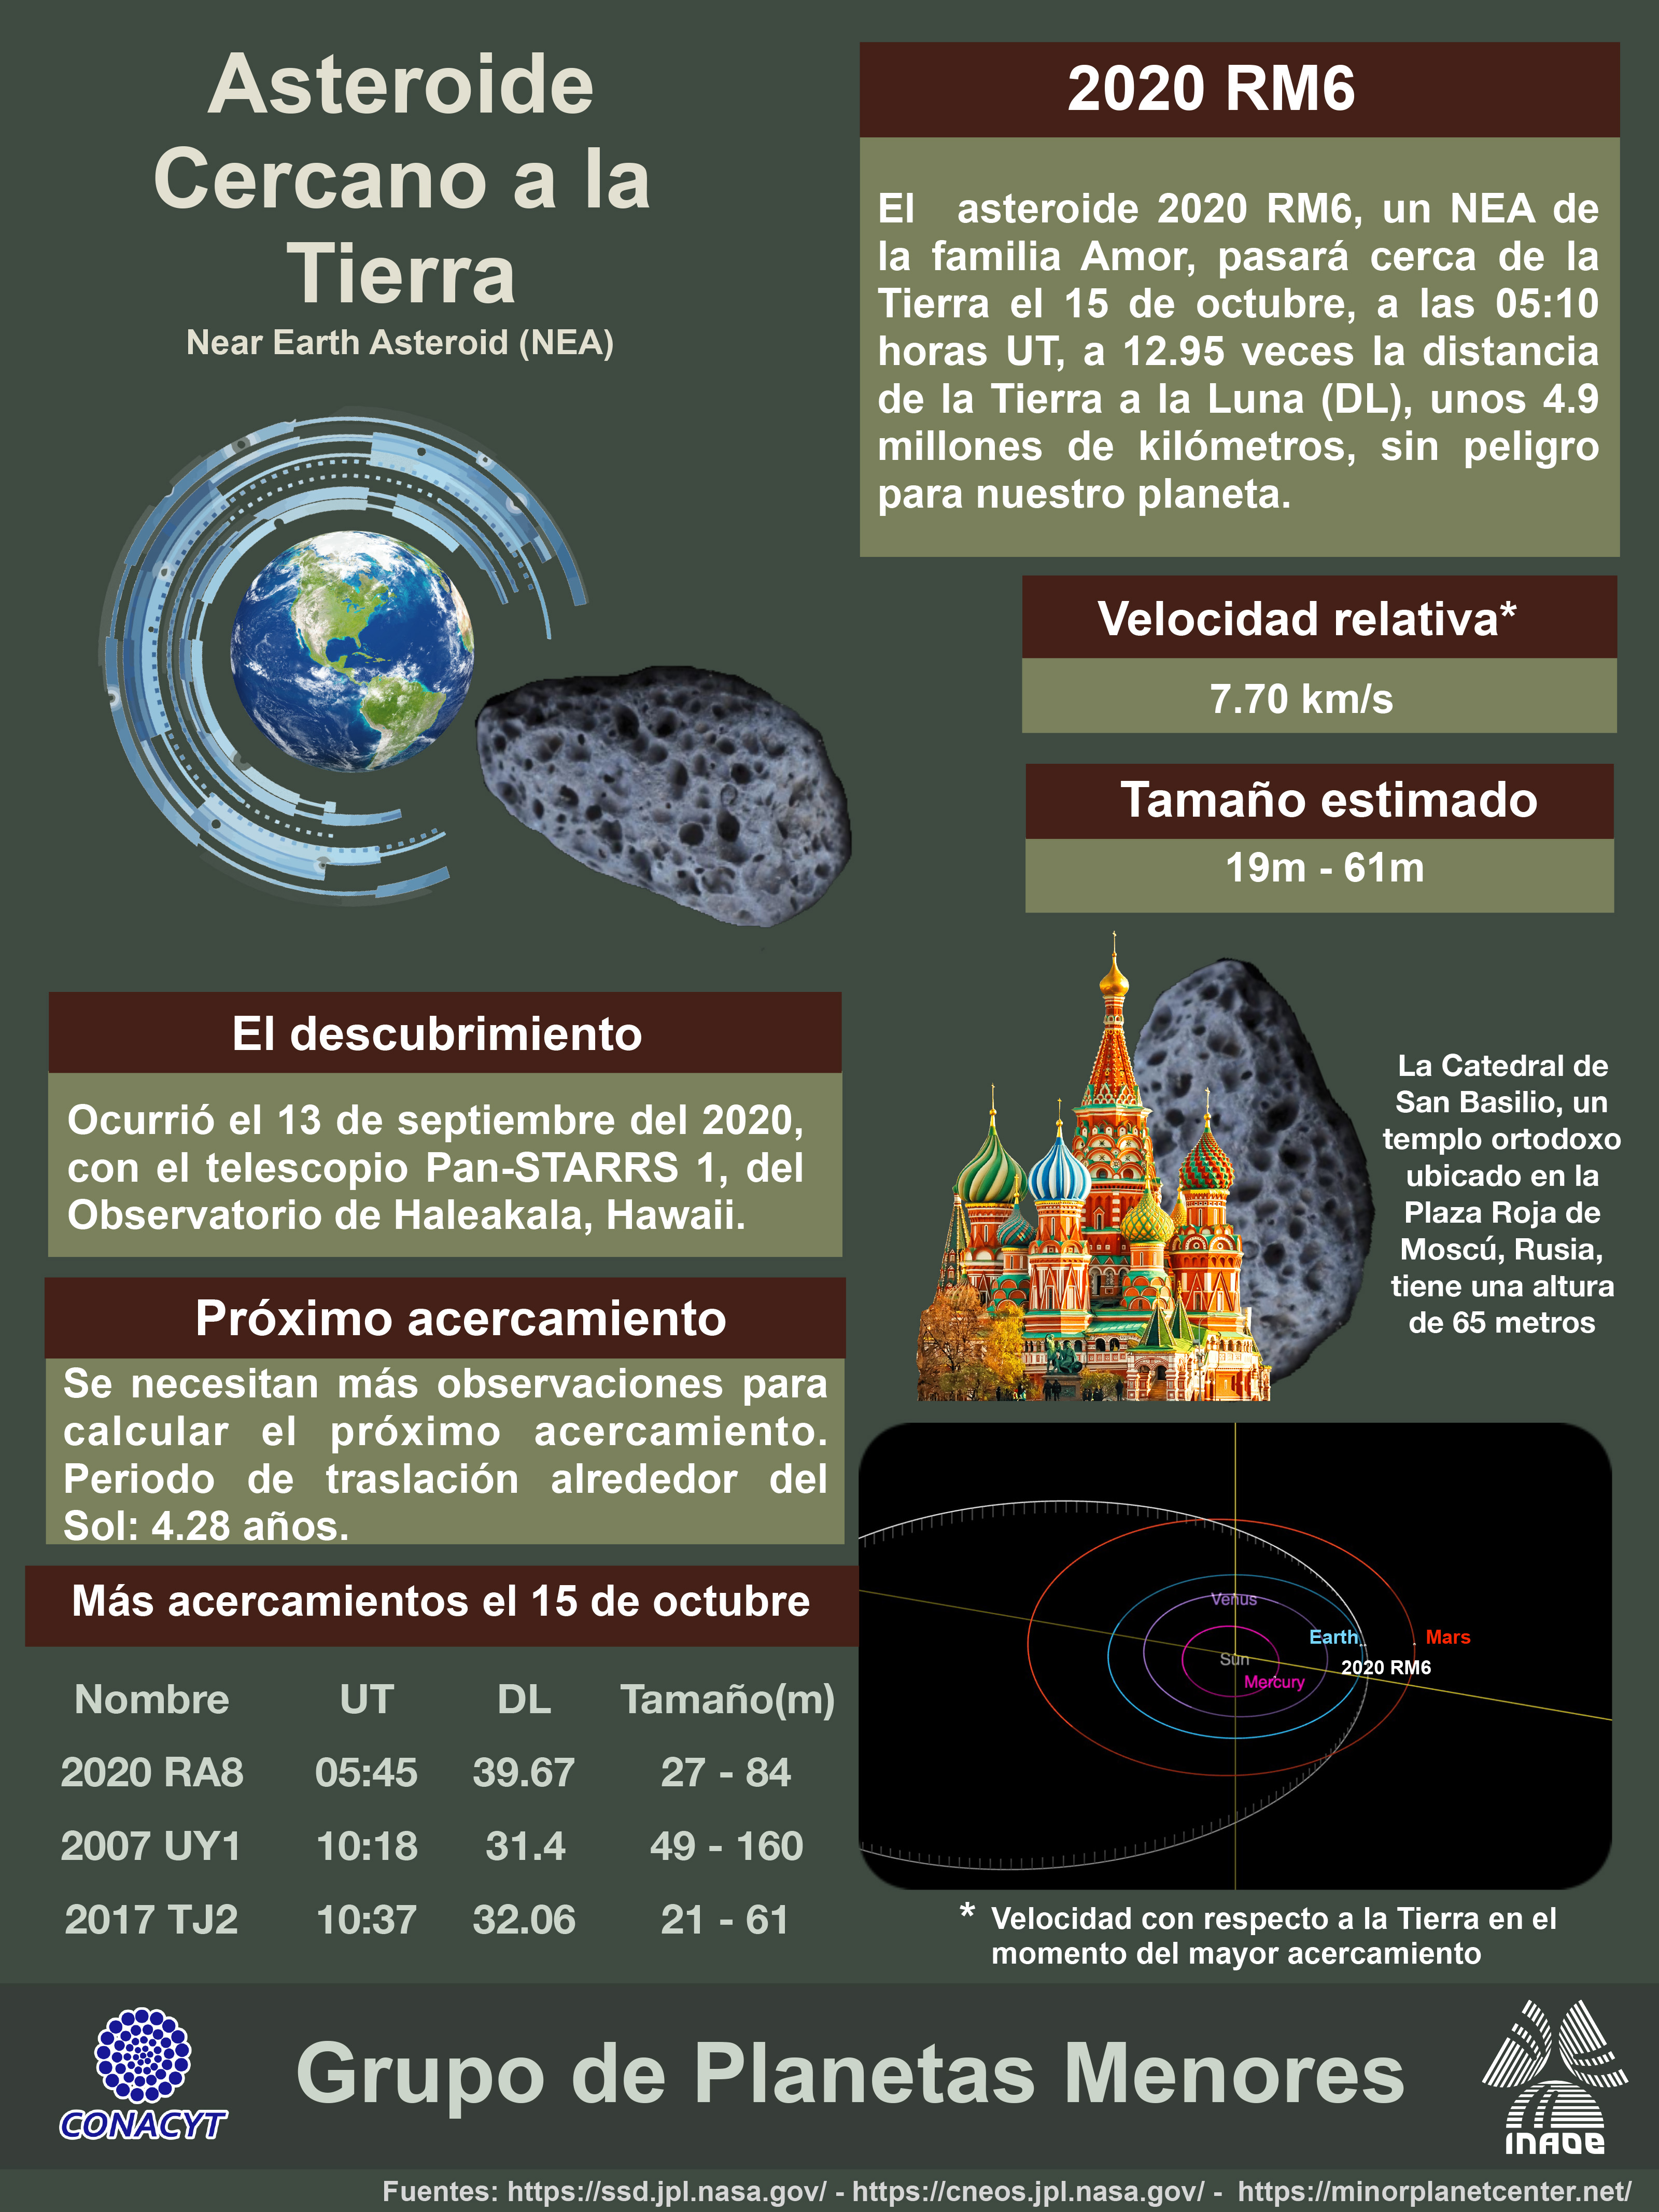 Asteroide
Cercano a la
Tierra
Near Earth Asteroid (NEA)
2020 RM6
El asteroide 2020 RM6, un NEA de
la familia Amor, pasará cerca de la
Tierra el 15 de octubre, a las 05:10
horas UT, a 12.95 veces la distancia
de la Tierra a la Luna (DL), unos 4.9
millones de kilómetros, sin peligro
para nuestro planeta.
Velocidad relativa*
7.70 km/s
Tamaño estimado
19m - 61m
La Catedral de
San Basilio, un
templo ortodoxo
ubicado en la
Plaza Roja de
Moscú, Rusia,
tiene una altura
de 65 metros
El descubrimiento
Ocurrió el 13 de septiembre del 2020,
con el telescopio Pan-STARRS 1, del
Observatorio de Haleakala, Hawaii.
Próximo acercamiento
Se necesitan más observaciones para
calcular el próximo acercamiento.
Periodo de traslación alrededor del
Sol: 4.28 años.
Más acercamientos el 15 de octubre
Nombre UT DL Tamaño(m)
2020 RA8 05:45 39.67 27 - 84
2007 UY1 10:18 31.4 49 - 160
2017 TJ2 10:37 32.06 21 - 61
Venus
Earth
Mars
Sun
2020 RM6
Mercury
* Velocidad con respecto a la Tierra en el
momento del mayor acercamiento
CONACYT
Grupo de Planetas Menores
INAOE
Fuentes: https://ssd.jpl.nasa.gov/ - https://cneos.jpl.nasa.gov/ - https://minorplanetcenter.net/